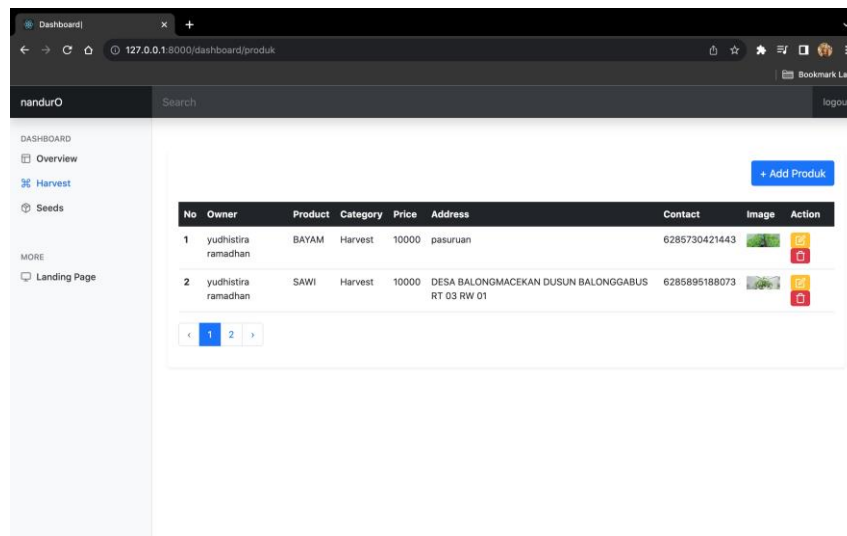 Dashboard|
127.0.0.1:8000/dashboard/produk
Bookmark La
nandurO
Search
logou
DASHBOARD
Overview
Harvest
Seeds
MORE
Landing Page
+ Add Produk
No Owner Product Category Price Address Contact Image Action
1 yudhistira ramadhan BAYAM Harvest 10000 pasuruan 6285730421443
2 yudhistira ramadhan SAWI Harvest 10000 DESA BALONGMACEKAN DUSUN BALONGGABUS RT 03 RW 01 6285895188073
‹ 1 2 ›